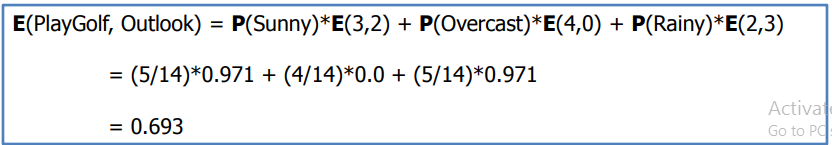 E(PlayGolf, Outlook) = P(Sunny)*E(3,2) + P(Overcast)*E(4,0) + P(Rainy)*E(2,3)
= (5/14)*0.971 + (4/14)*0.0 + (5/14)*0.971
= 0.693
Activat
Go to PC s